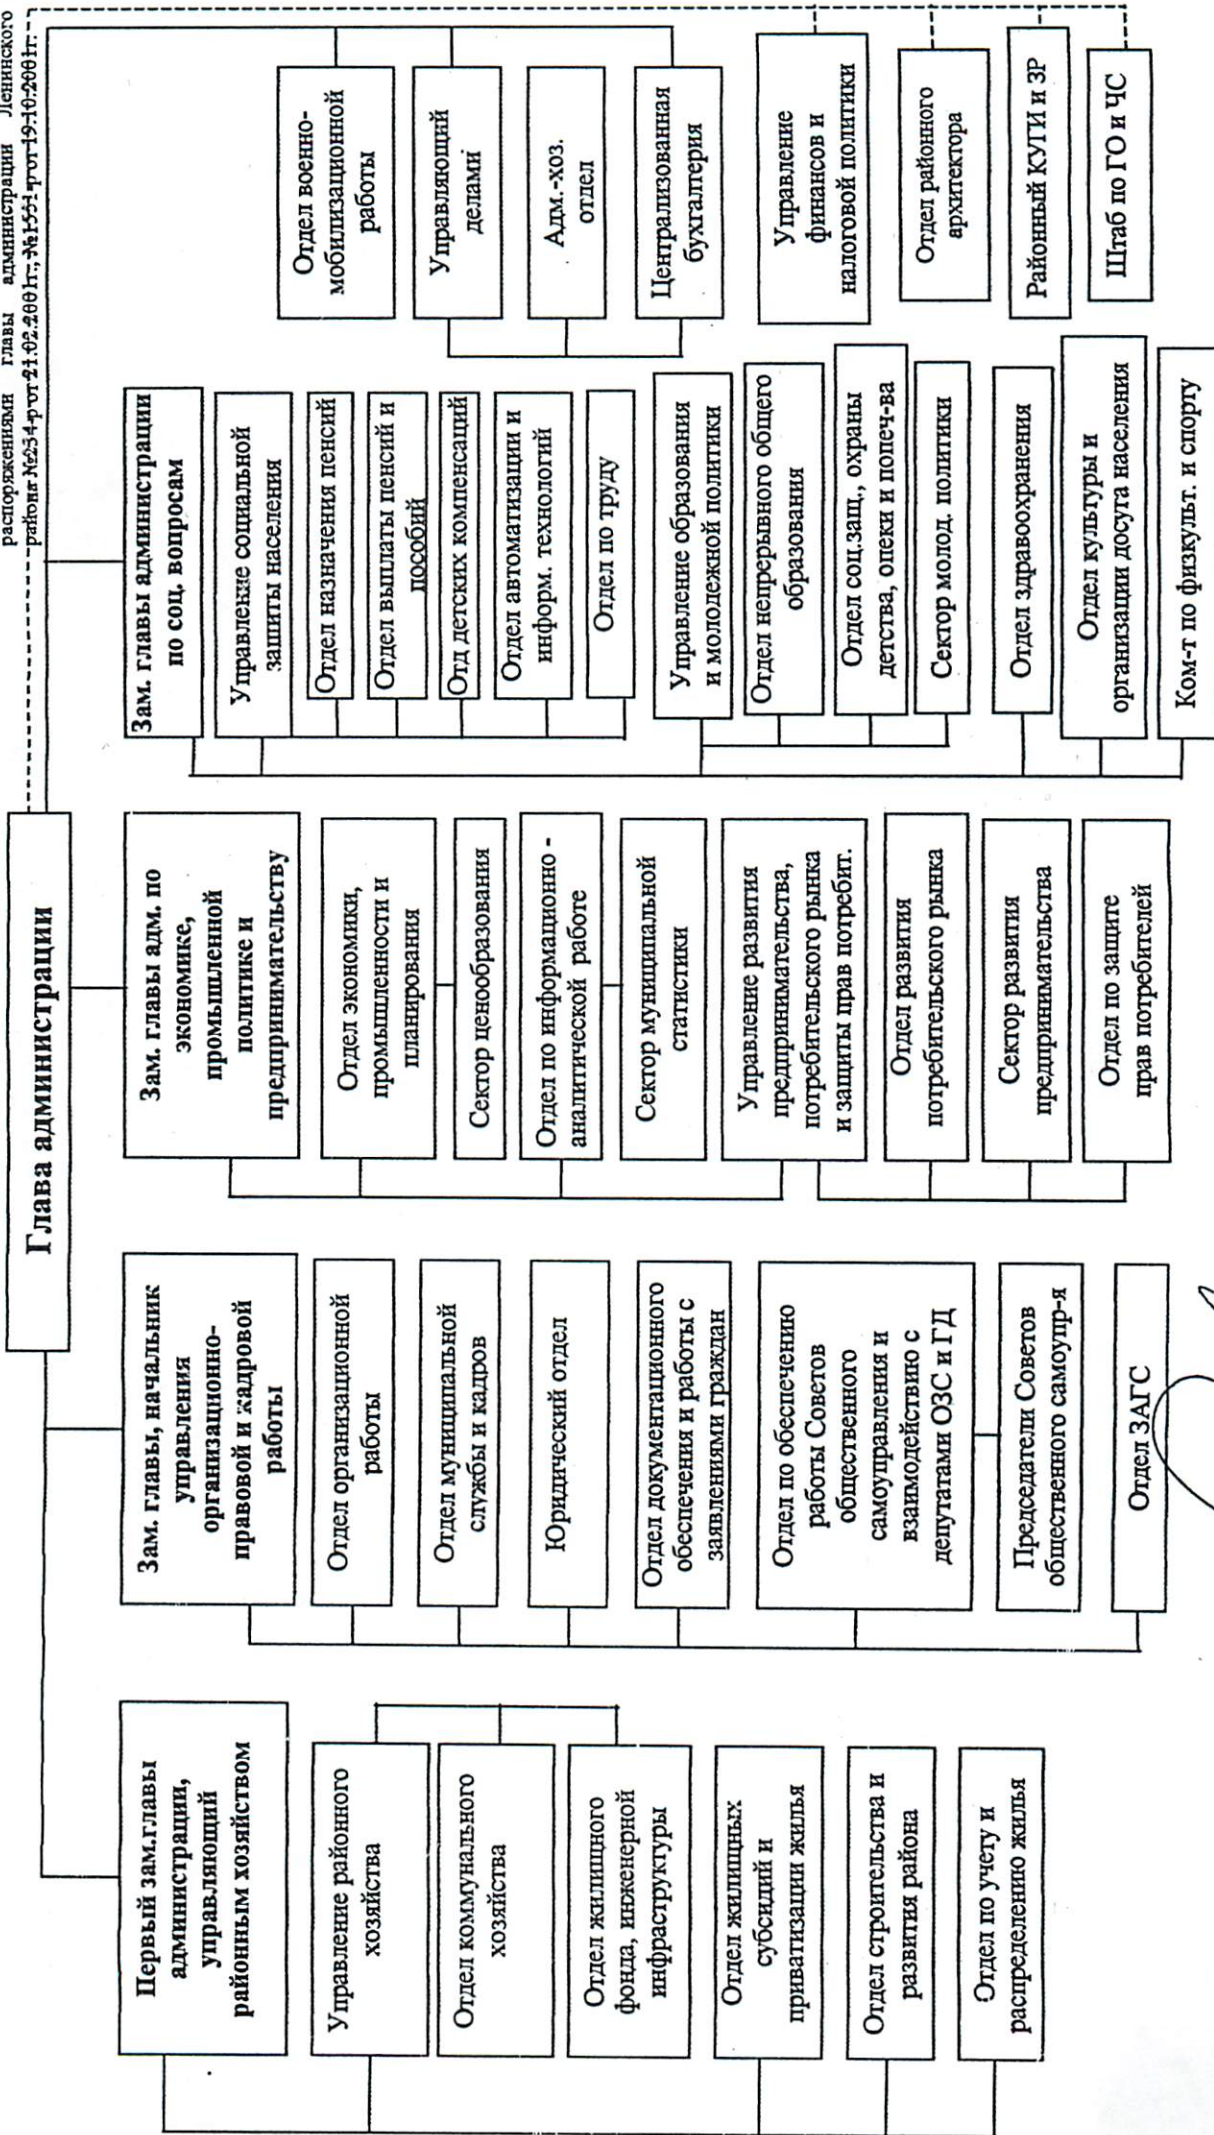 распоряжениями главы администрации Ленинского
района №254-р от 21.02.2001г., №1551-р от 19.10.2001г.
Глава администрации
Первый зам.главы
администрации,
управляющий
районным хозяйством
Управление районного
хозяйства
Отдел коммунального
хозяйства
Отдел жилищного
фонда, инженерной
инфраструктуры
Отдел жилищных
субсидий и
приватизации жилья
Отдел строительства и
развития района
Отдел по учету и
распределению жилья
Зам. главы, начальник
управления
организационно-
правовой и кадровой
работы
Отдел организационной
работы
Отдел муниципальной
службы и кадров
Юридический отдел
Отдел документационного
обеспечения и работы с
заявлениями граждан
Отдел по обеспечению
работы Советов
общественного
самоуправления и
взаимодействию с
депутатами ОЗС и ГД
Председатели Советов
общественного самоупр-я
Отдел ЗАГС
Зам. главы адм. по
экономике,
промышленной
политике и
предпринимательству
Отдел экономики,
промышленности и
планирования
Сектор ценообразования
Отдел по информационно -
аналитической работе
Сектор муниципальной
статистики
Управление развития
предпринимательства,
потребительского рынка
и защиты прав потребит.
Отдел развития
потребительского рынка
Сектор развития
предпринимательства
Отдел по защите
прав потребителей
Зам. главы администрации
по соц. вопросам
Управление социальной
защиты населения
Отдел назначения пенсий
Отдел выплаты пенсий и
пособий
Отд детских компенсаций
Отдел автоматизации и
информ. технологий
Отдел по труду
Управление образования
и молодежной политики
Отдел непрерывного общего
образования
Отдел соц.защ., охраны
детства, опеки и попеч-ва
Сектор молод. политики
Отдел здравоохранения
Отдел культуры и
организации досуга населения
Ком-т по физкульт. и спорту
Отдел военно-
мобилизационной
работы
Управляющий
делами
Адм.-хоз.
отдел
Централизованная
бухгалтерия
Управление
финансов и
налоговой политики
Отдел районного
архитектора
Районный КУГИ и ЗР
Штаб по ГО и ЧС